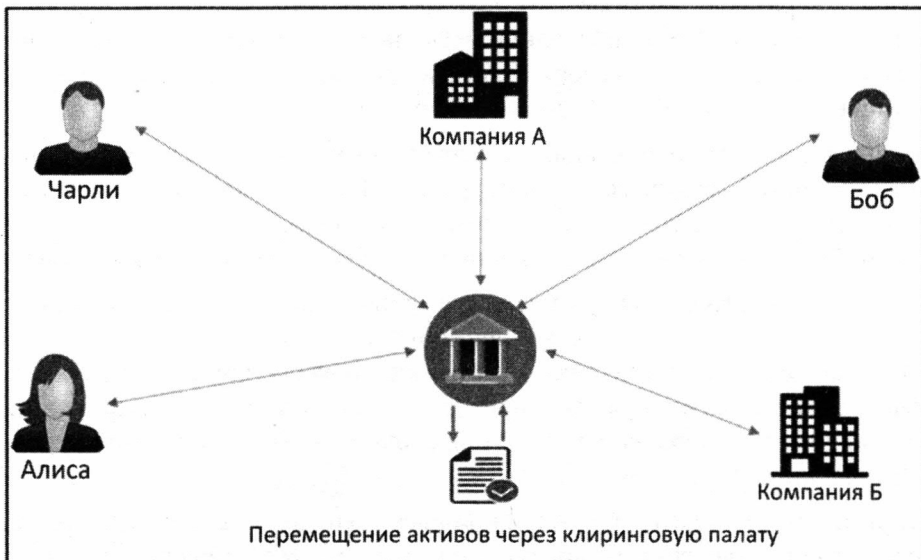 Компания А
Чарли
Боб
Алиса
Компания Б
Перемещение активов через клиринговую палату